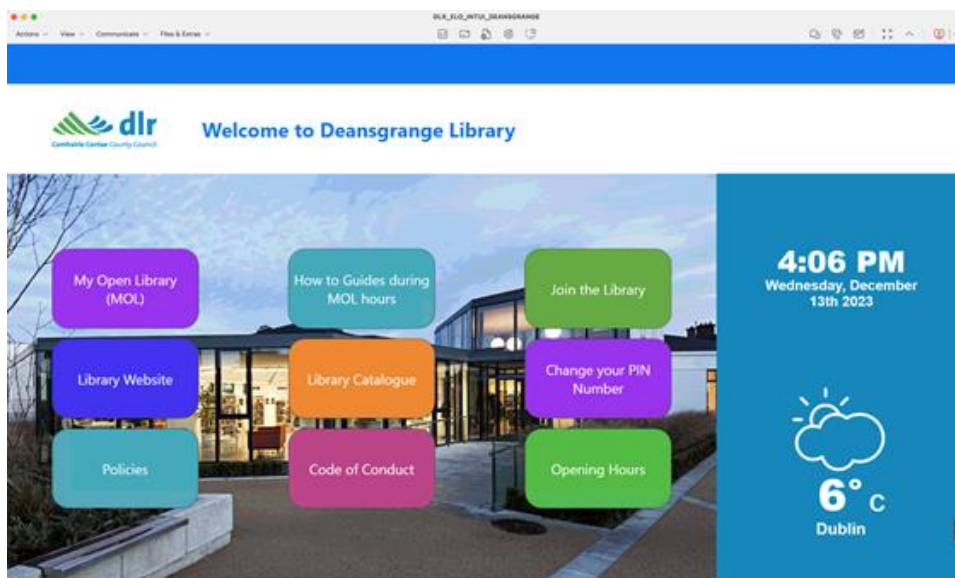 DLR_ELO_INTUI_DEANSGRANGE
Actions View Communicate Files & Extras
dlr
Comhairle Contae County Council
Welcome to Deansgrange Library
My Open Library
(MOL)
How to Guides during
MOL hours
Join the Library
4:06 PM
Wednesday, December
13th 2023
Library Website
Library Catalogue
Change your PIN
Number
Policies
Code of Conduct
Opening Hours
6° C
Dublin